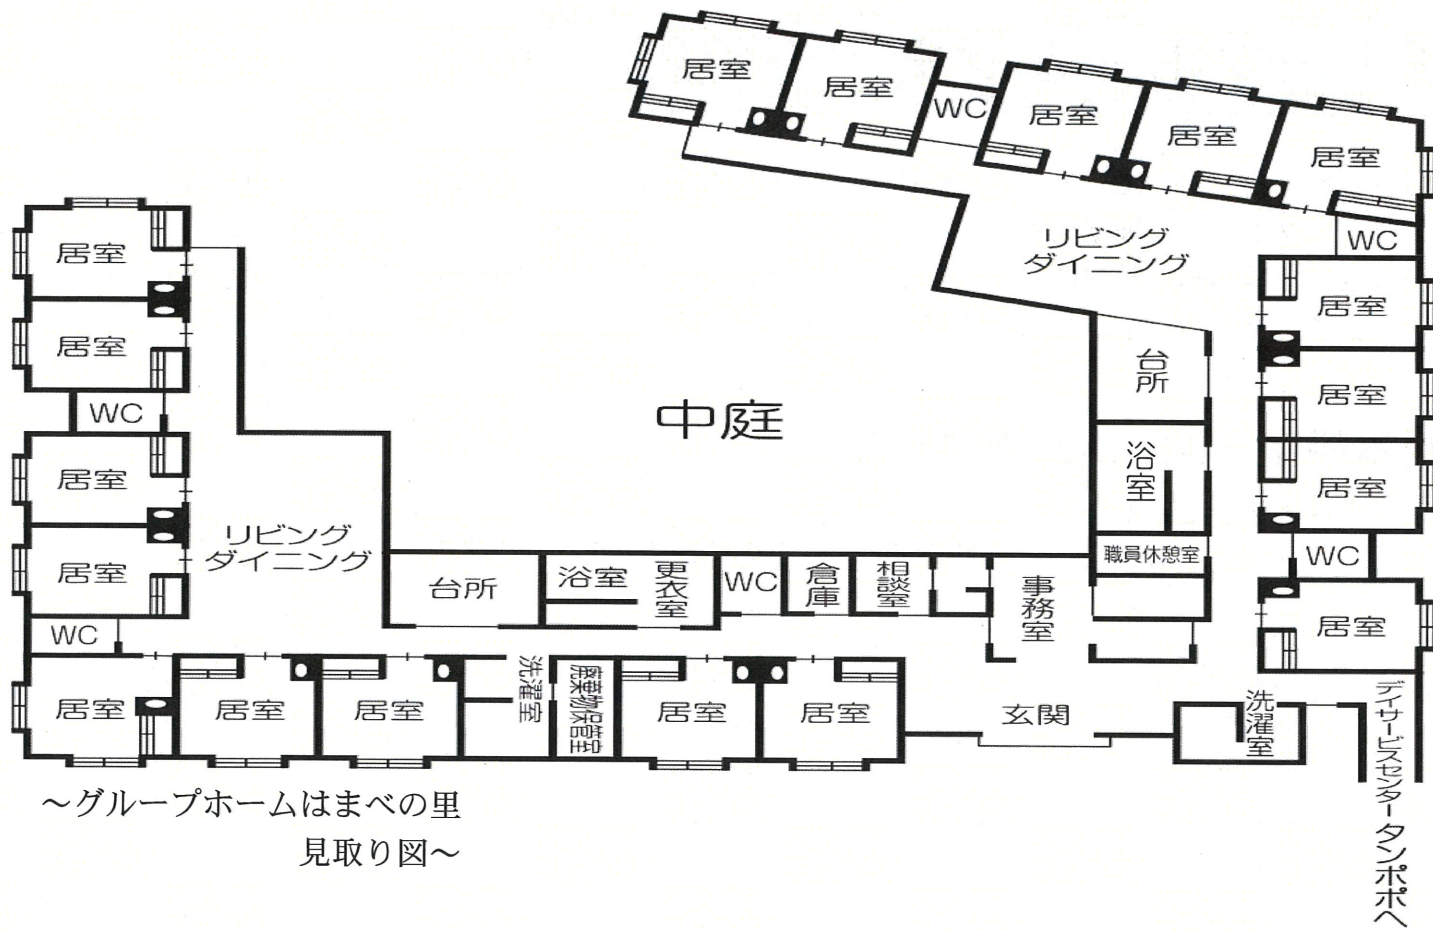 居室
居室
WC
居室
居室
居室
リビング
ダイニング
WC
居室
居室
WC
居室
居室
リビング
ダイニング
WC
居室
居室
居室
台所
浴室
職員休憩室
WC
居室
中庭
台所
浴室
更衣室
WC
倉庫
相談室
事務室
居室
居室
居室
洗濯室
廃棄物保管室
居室
居室
玄関
洗濯室
デイサービスセンタータンポポへ
～グループホームはまべの里
見取り図～